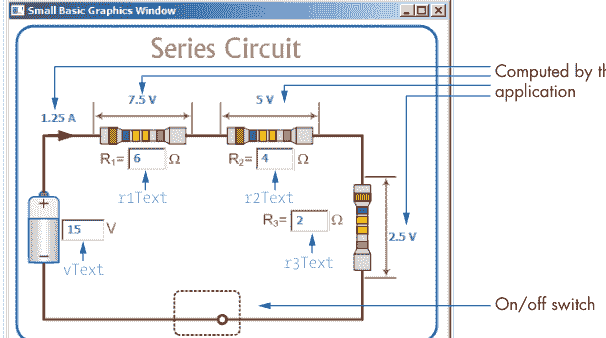 Small Basic Graphics Window
Series Circuit
7.5 V
5 V
Computed by th
application
1.25 A
R1= 6 Ω
R2= 4 Ω
r1Text
r2Text
R3= 2 Ω
15 V
2.5 V
vText
r3Text
On/off switch
+
−